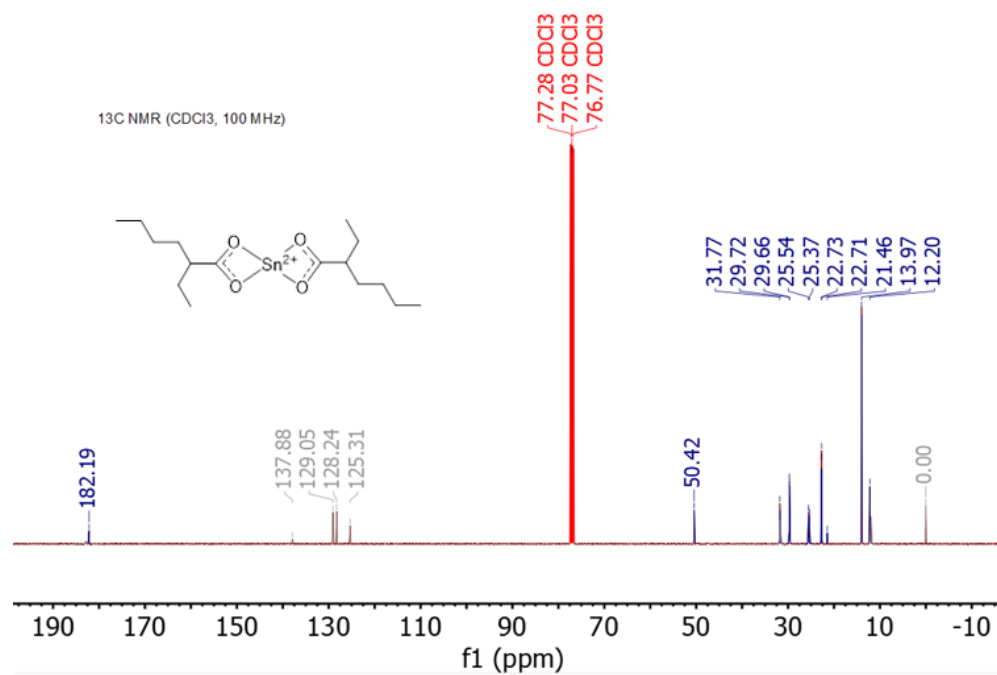 77.28 CDCl3
77.03 CDCl3
76.77 CDCl3
13C NMR (CDCl3, 100 MHz)
O
O
Sn2+
O
O
31.77
29.72
29.66
25.54
25.37
22.73
22.71
21.46
13.97
12.20
182.19
137.88
129.05
128.24
125.31
50.42
0.00
190 170 150 130 110 90 70 50 30 10 -10
f1 (ppm)